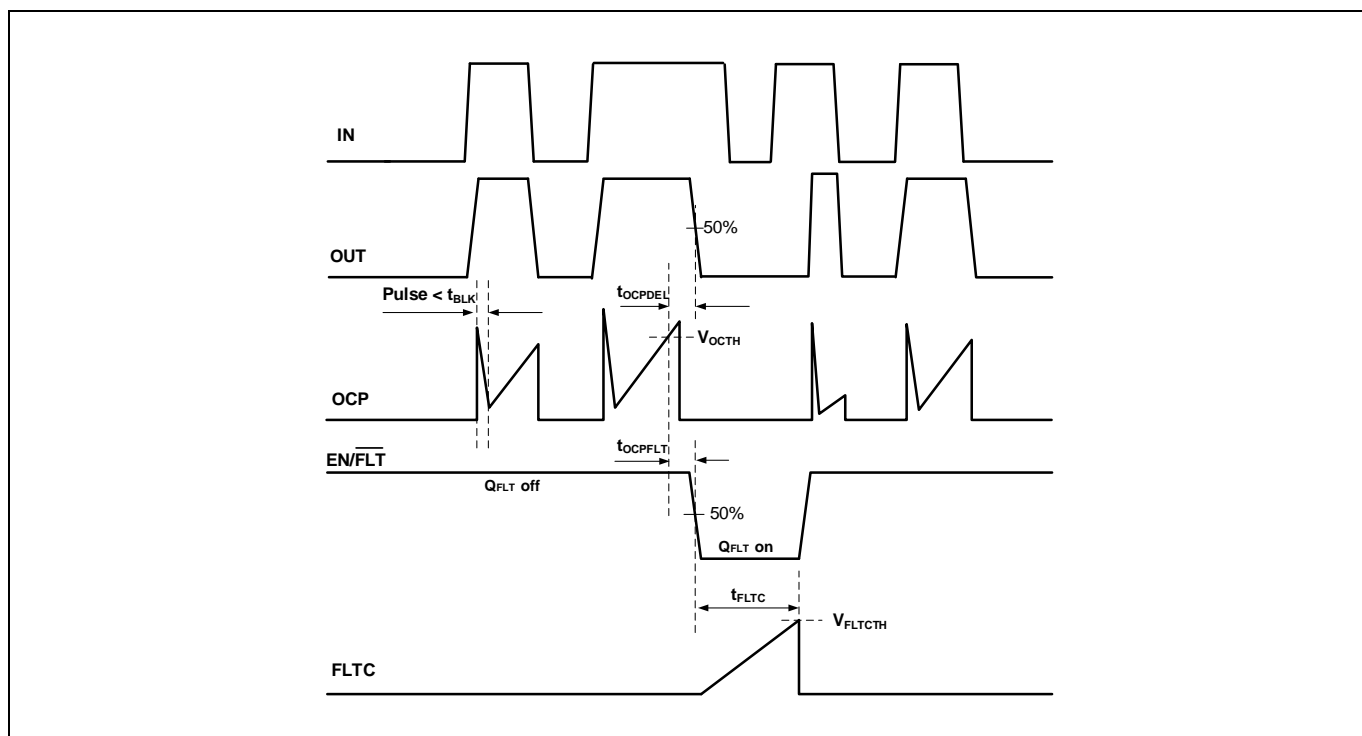 IN
50%
OUT
Pulse < tBLK
tOCPDEL
VOCTH
OCP
tOCPFLT
EN/FLT
QFLT off
50%
QFLT on
tFLTC
VFLTCTH
FLTC